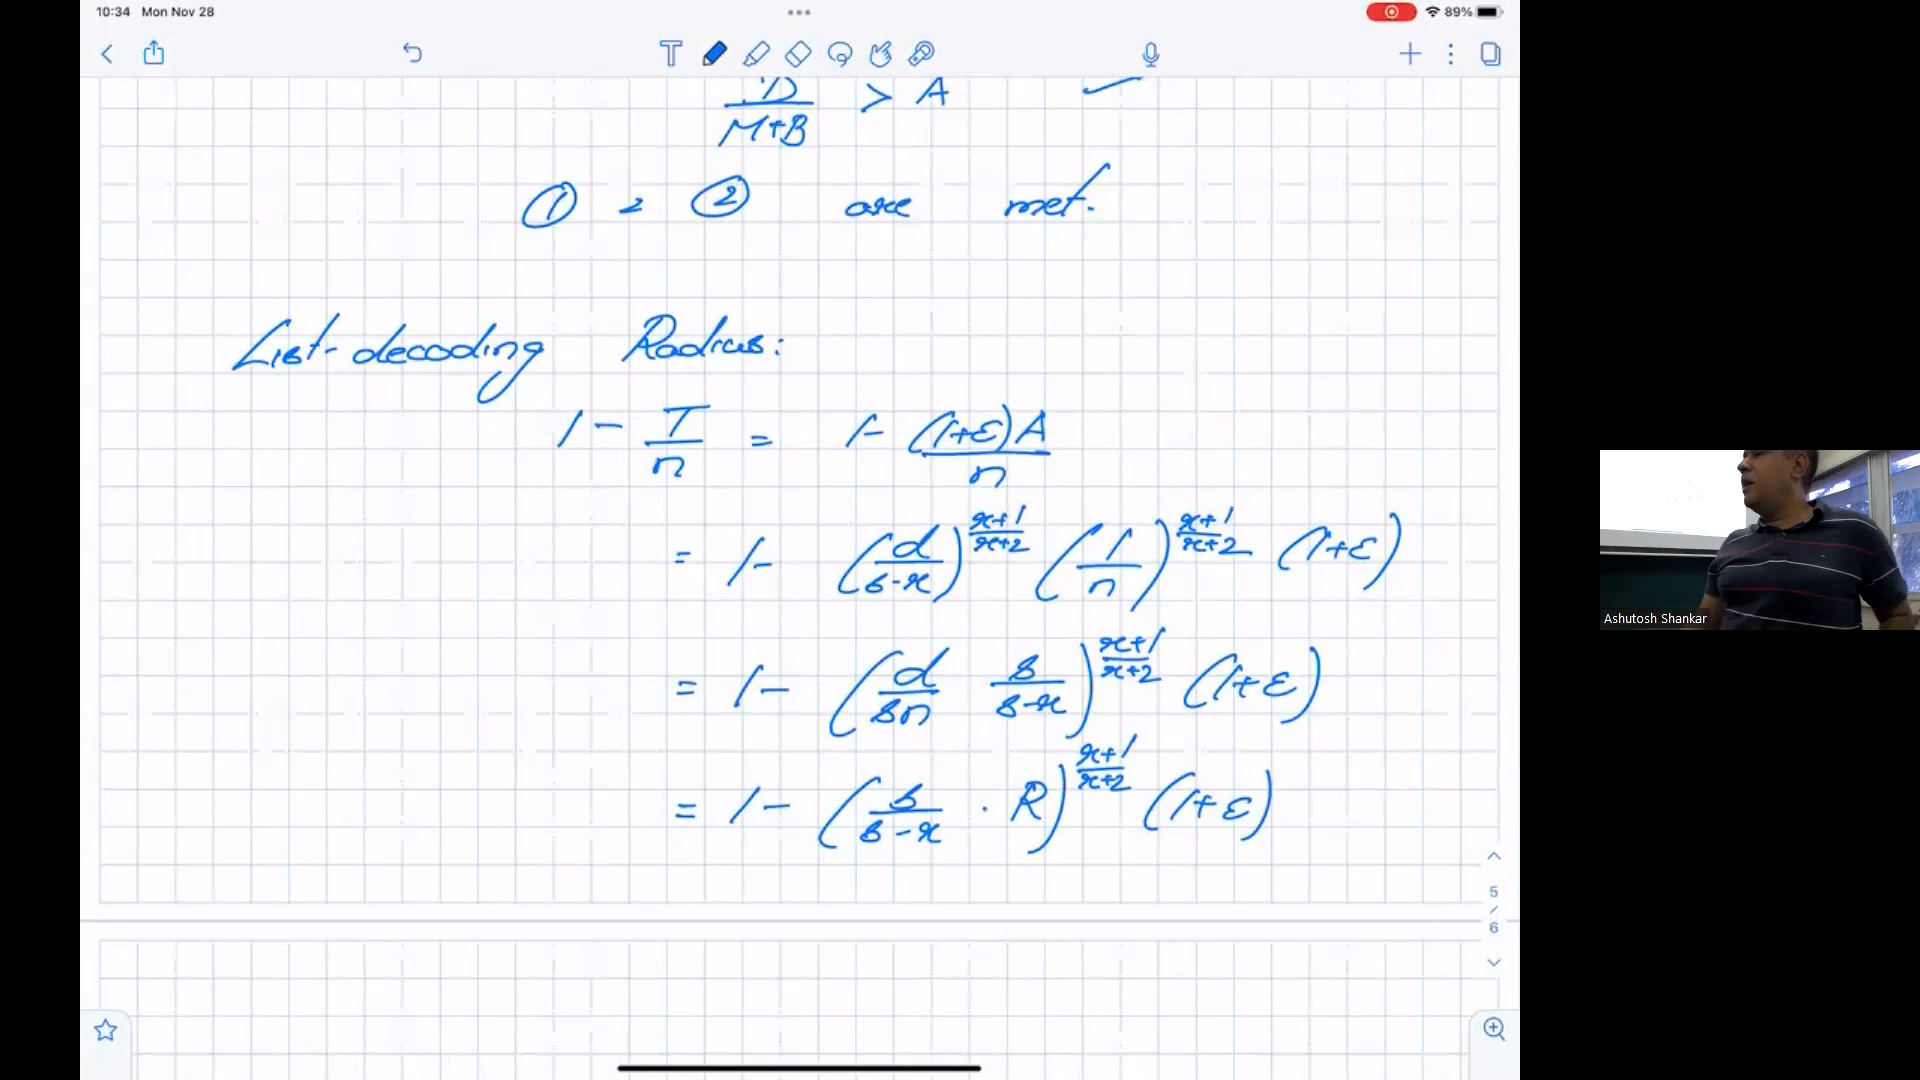 10:34 Mon Nov 28
89%
D/(M+B) > A ✓
① & ② are met.
List-decoding Radius:
1 - T/n = 1 - (1+ε)A/n
= 1 - (d/(s-r))^((r+1)/(r+2)) (1/n)^((r+1)/(r+2)) (1+ε)
= 1 - (d/(sn) s/(s-r))^((r+1)/(r+2)) (1+ε)
= 1 - (s/(s-r) · R)^((r+1)/(r+2)) (1+ε)
5
/
6
Ashutosh Shankar